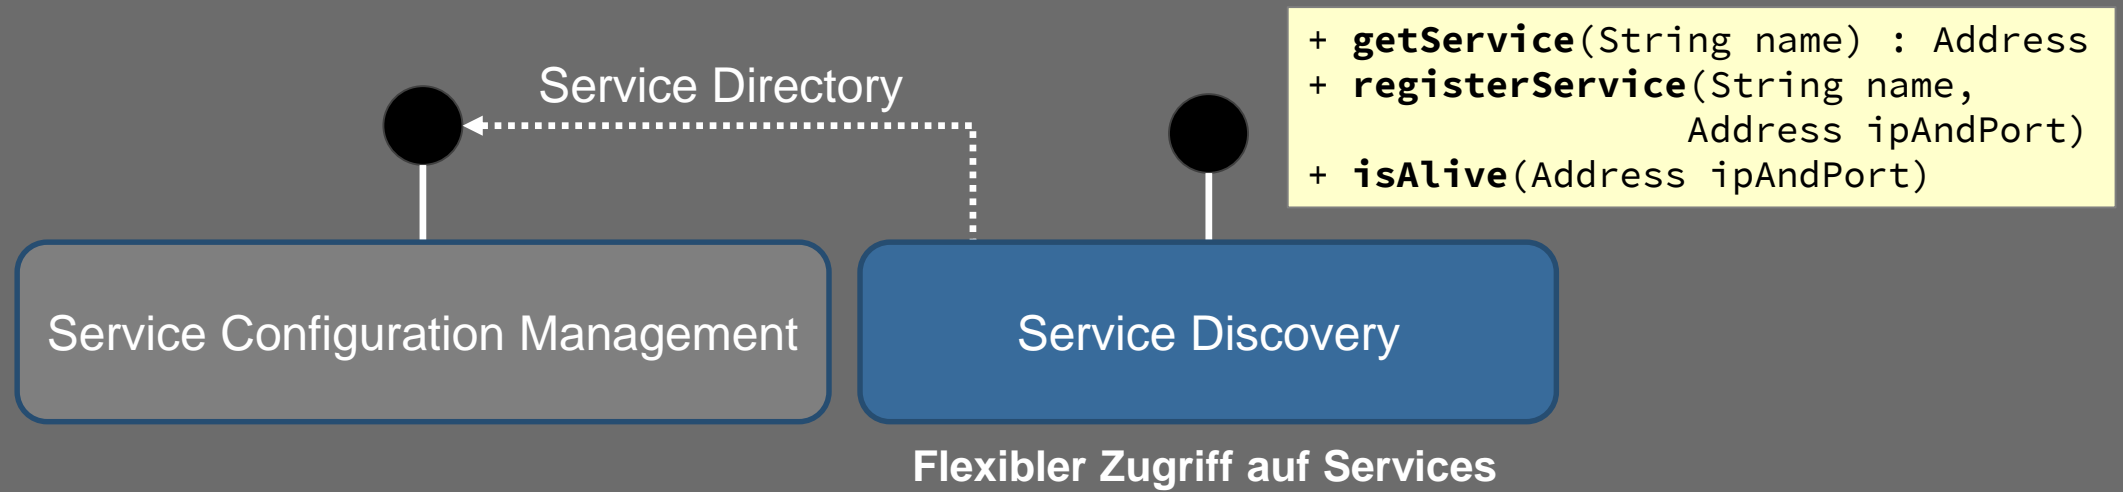 + getService(String name) : Address
+ registerService(String name,
Address ipAndPort)
+ isAlive(Address ipAndPort)
Service Directory
Service Configuration Management
Service Discovery
Flexibler Zugriff auf Services